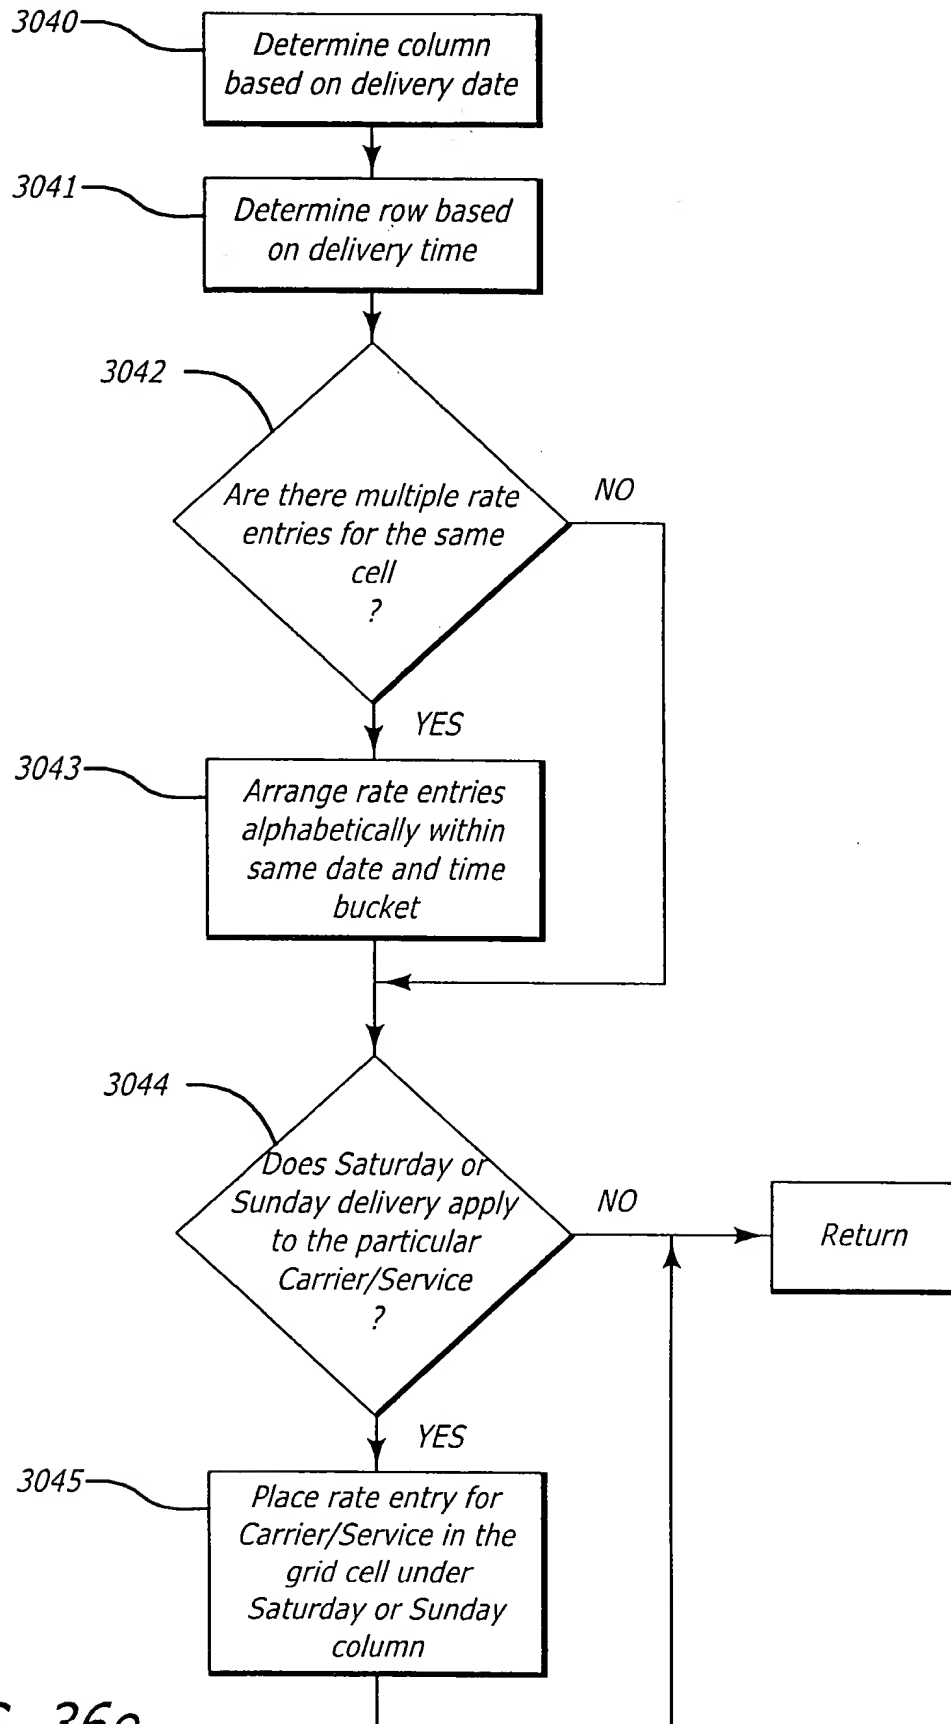 3040
Determine column
based on delivery date
3041
Determine row based
on delivery time
3042
Are there multiple rate
entries for the same
cell
?
NO
YES
3043
Arrange rate entries
alphabetically within
same date and time
bucket
3044
Does Saturday or
Sunday delivery apply
to the particular
Carrier/Service
?
NO
Return
YES
3045
Place rate entry for
Carrier/Service in the
grid cell under
Saturday or Sunday
column